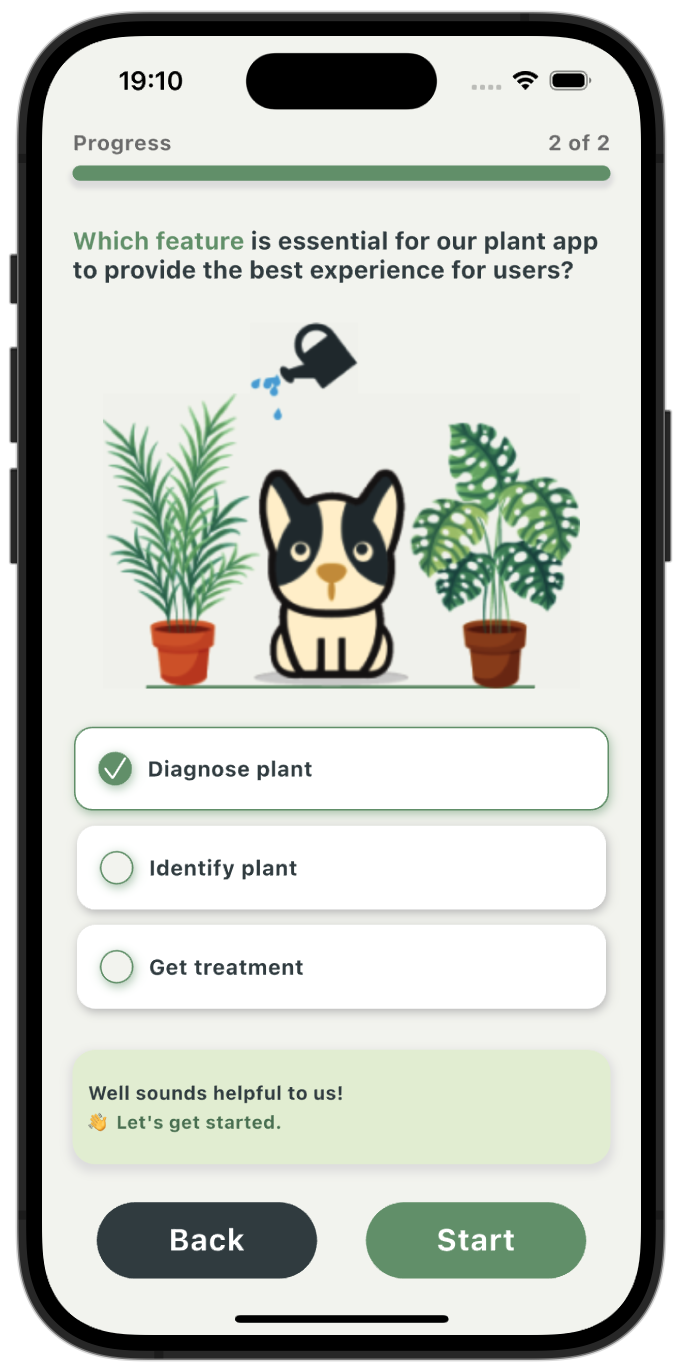 19:10
Progress 2 of 2
Which feature is essential for our plant app
to provide the best experience for users?
Diagnose plant
Identify plant
Get treatment
Well sounds helpful to us!
👋 Let's get started.
Back Start